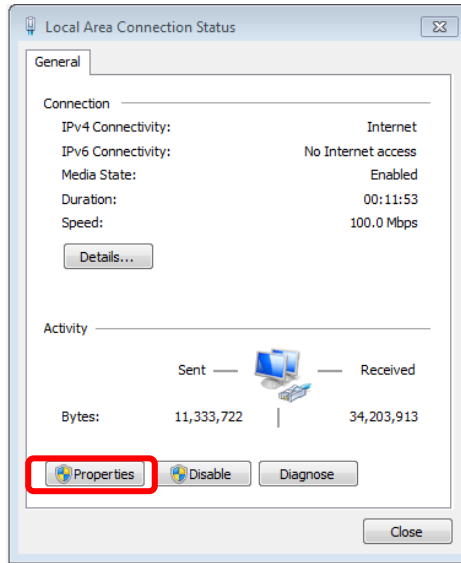 Local Area Connection Status
General
Connection
IPv4 Connectivity: Internet
IPv6 Connectivity: No Internet access
Media State: Enabled
Duration: 00:11:53
Speed: 100.0 Mbps
Details...
Activity
Sent Received
Bytes: 11,333,722 34,203,913
Properties Disable Diagnose
Close